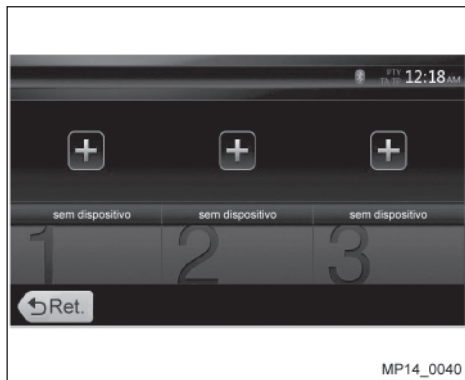 PTY 12:18AM
TA TP
sem dispositivo sem dispositivo sem dispositivo
1 2 3
Ret.
MP14_0040